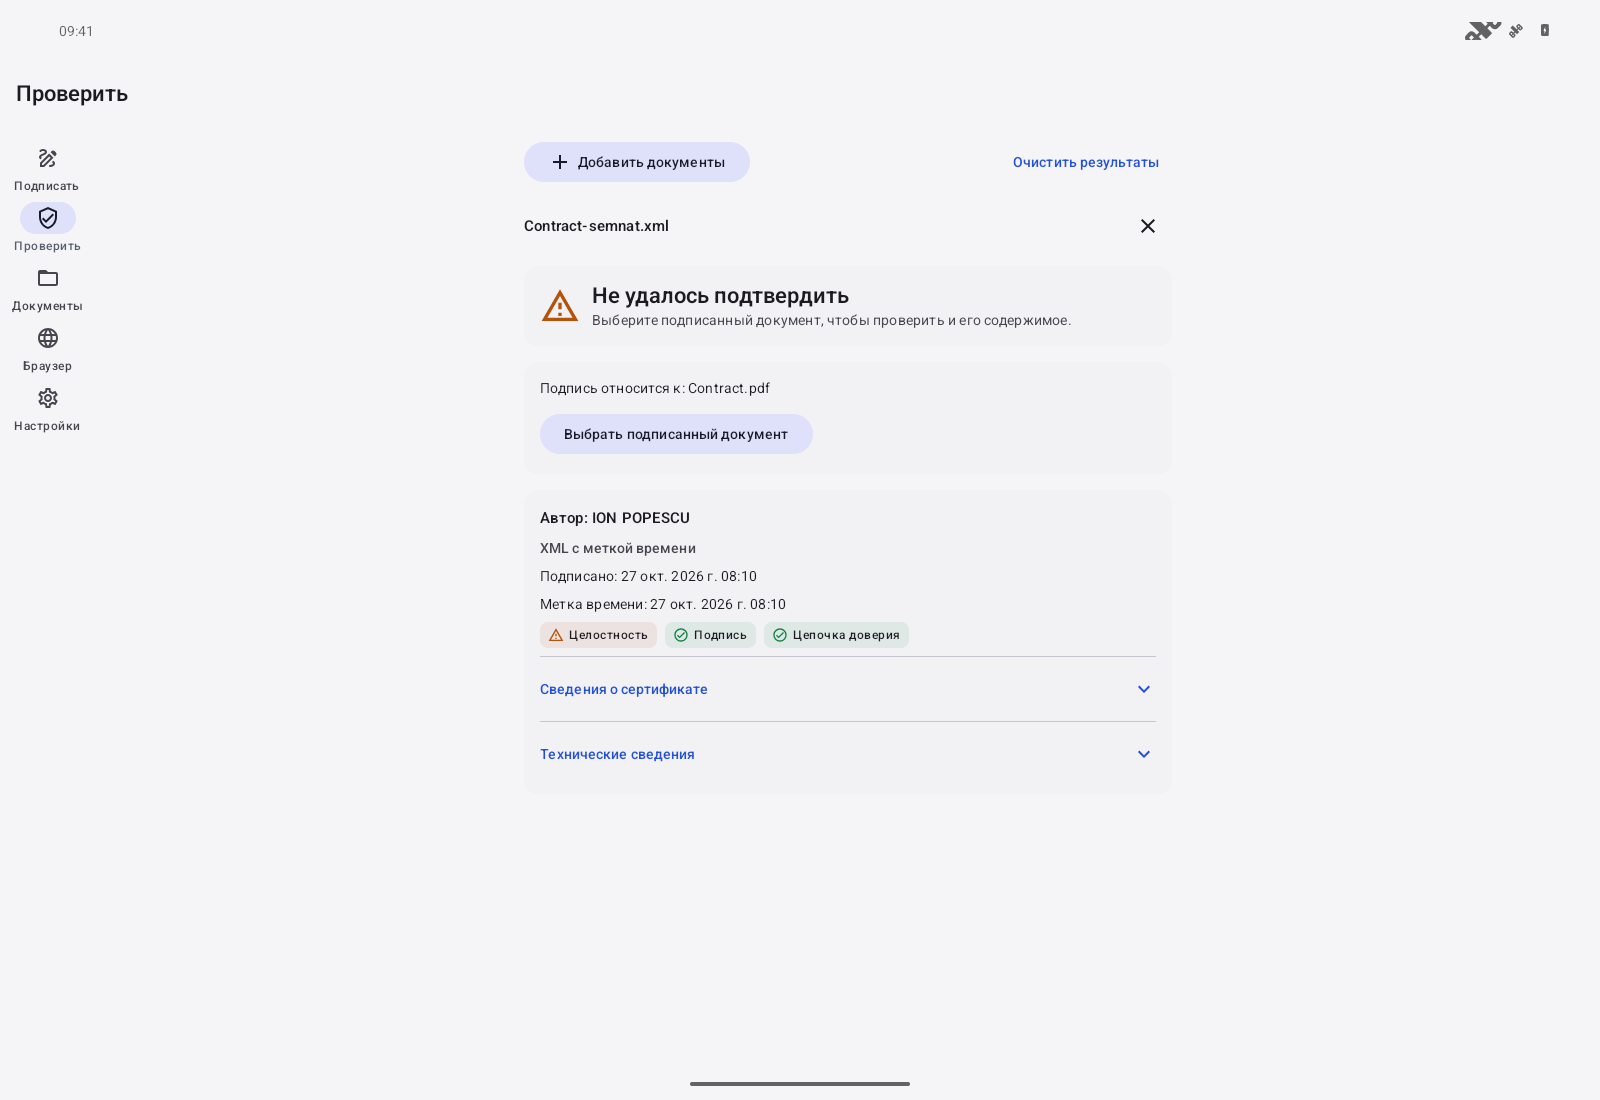 09:41
Проверить
Подписать
Проверить
Документы
Браузер
Настройки
Добавить документы
Очистить результаты
Contract-semnat.xml
Не удалось подтвердить
Выберите подписанный документ, чтобы проверить и его содержимое.
Подпись относится к: Contract.pdf
Выбрать подписанный документ
Автор: ION POPESCU
XML с меткой времени
Подписано: 27 окт. 2026 г. 08:10
Метка времени: 27 окт. 2026 г. 08:10
Целостность
Подпись
Цепочка доверия
Сведения о сертификате
Технические сведения